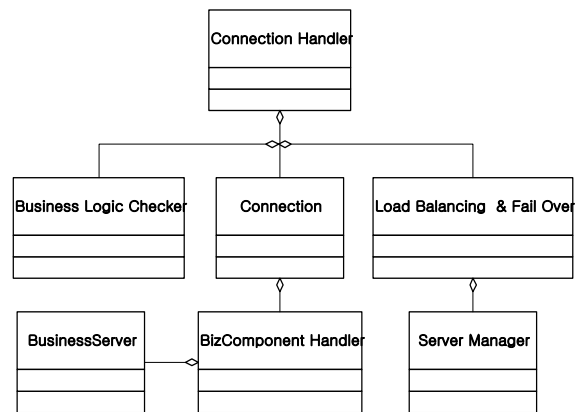 Connection Handler
Business Logic Checker
Connection
Load Balancing & Fail Over
BusinessServer
BizComponent Handler
Server Manager